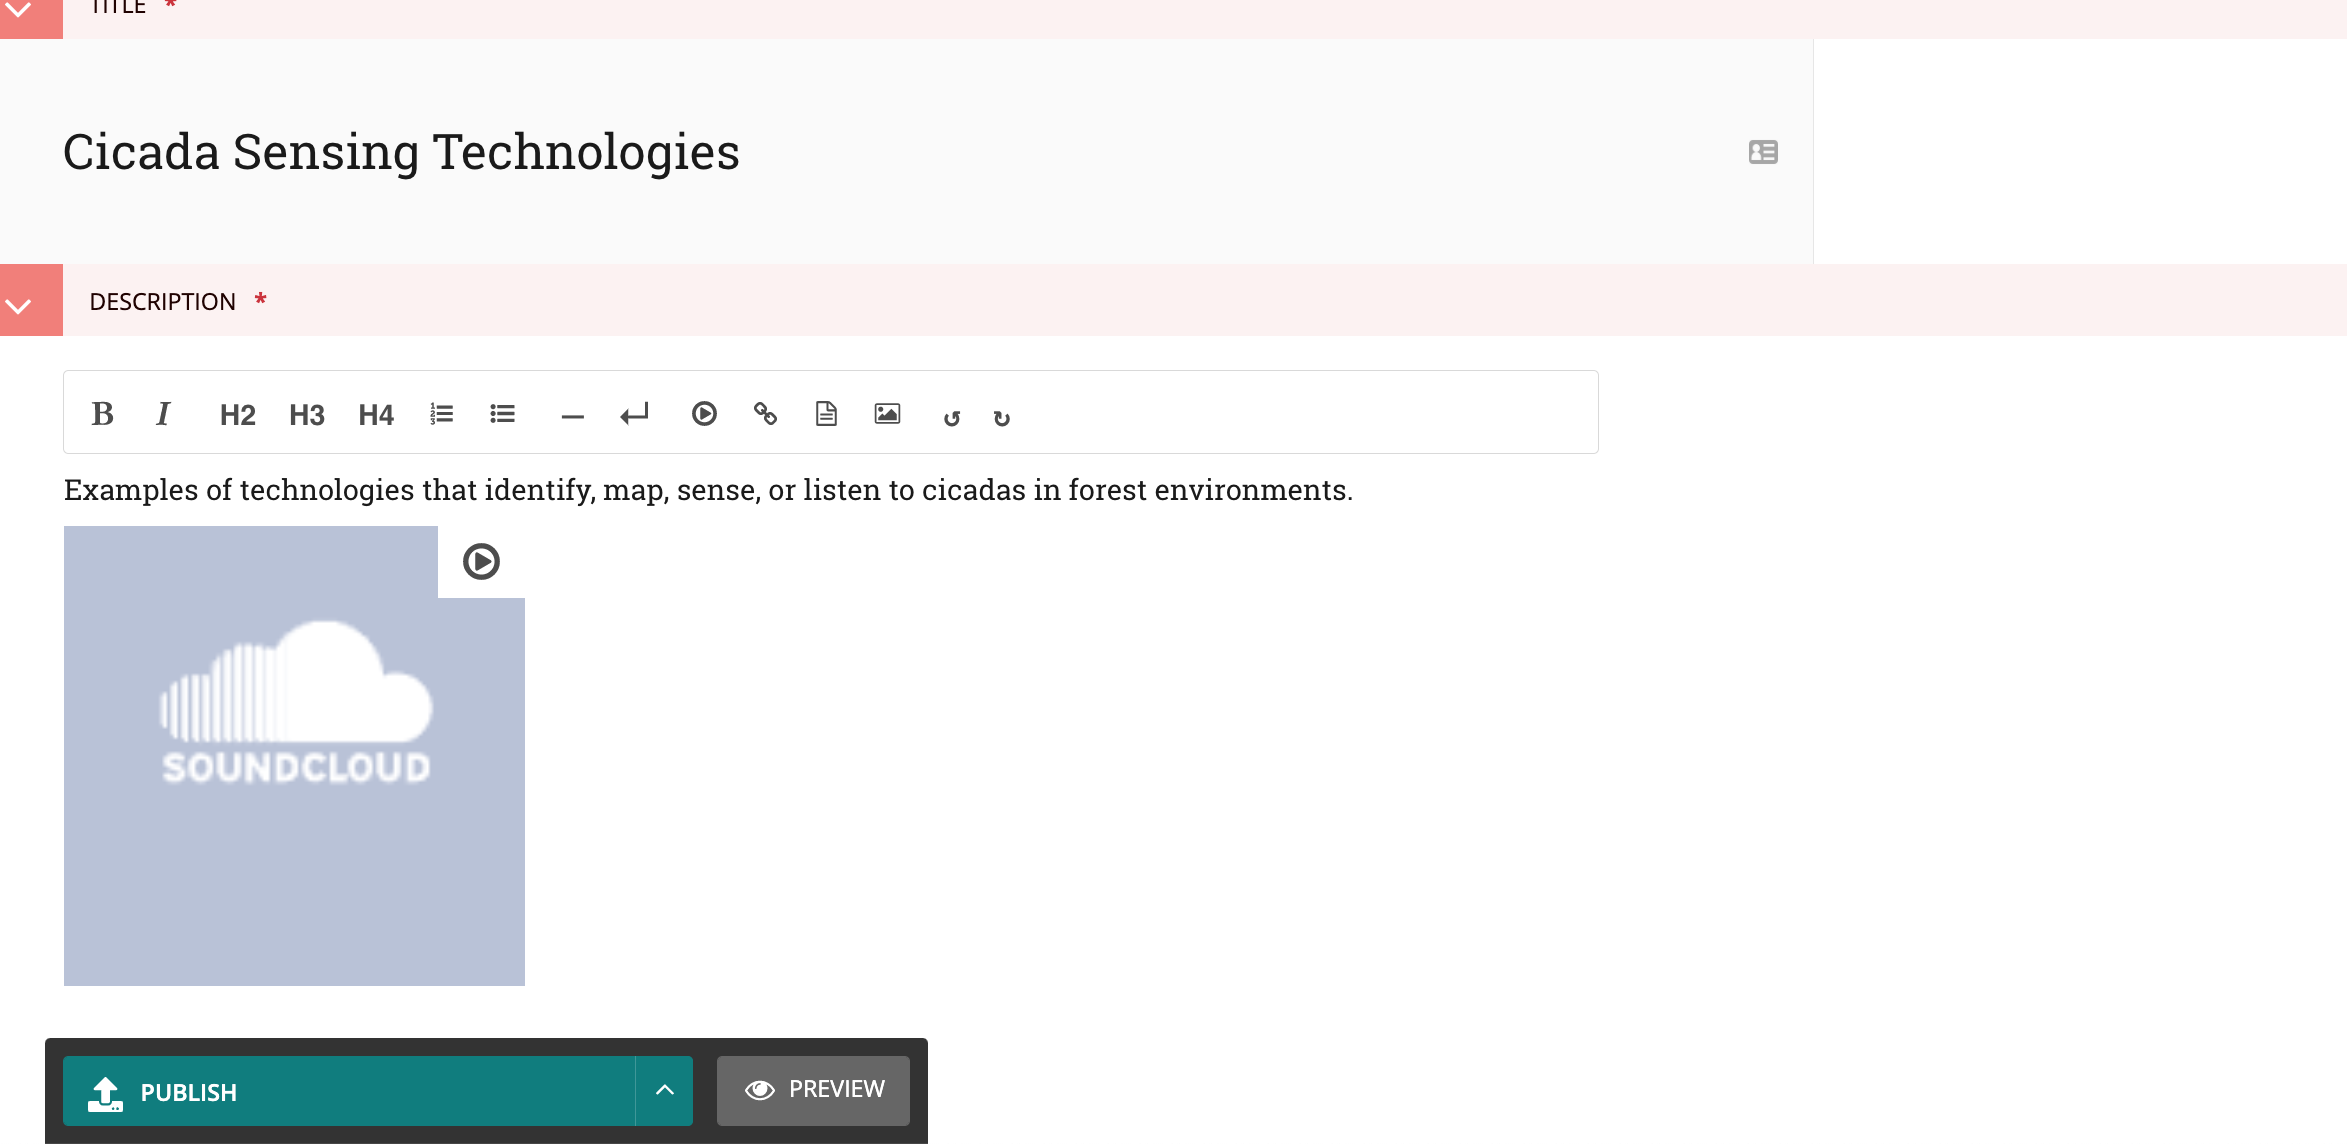 TITLE *
Cicada Sensing Technologies
DESCRIPTION *
B I H2 H3 H4
Examples of technologies that identify, map, sense, or listen to cicadas in forest environments.
SOUNDCLOUD
PUBLISH PREVIEW